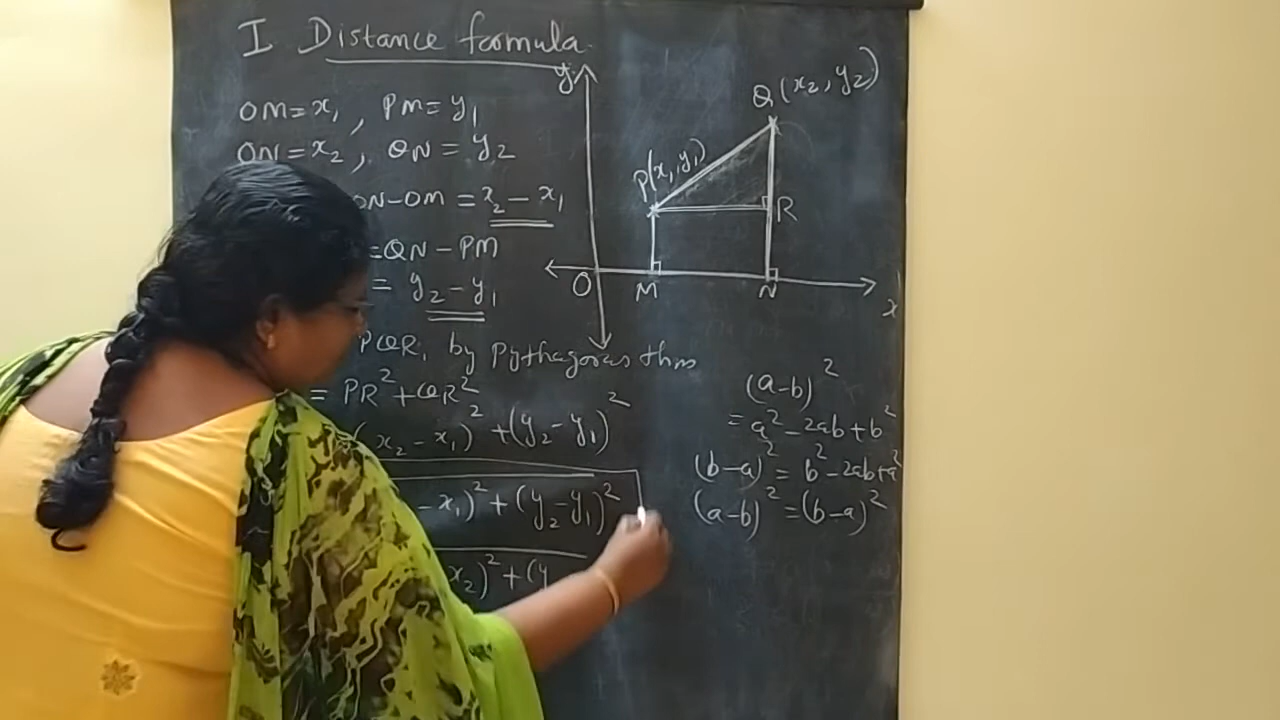 I Distance formula
OM = x₁, PM = y₁
ON = x₂, QN = y₂
ON - OM = x₂ - x₁
= QN - PM
= y₂ - y₁
PQR, by Pythagoras thm
= PR² + QR²
(x₂ - x₁)² + (y₂ - y₁)²
- x₁)² + (y₂ - y₁)²
x₂)² + (y
y
Q(x₂, y₂)
P(x₁, y₁)
R
O
M
N
x
(a-b)²
= a² - 2ab + b²
(b-a)² = b² - 2ab + a²
(a-b)² = (b-a)²